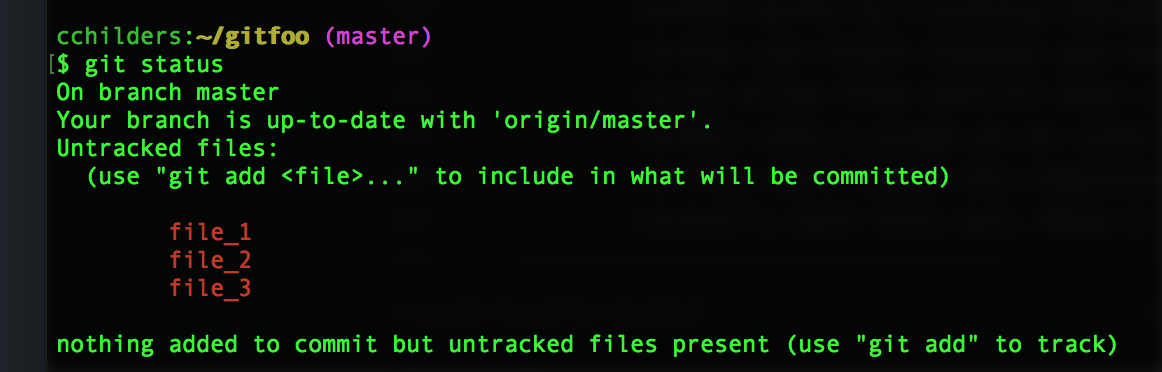 cchilders:~/gitfoo (master)
[$ git status
On branch master
Your branch is up-to-date with 'origin/master'.
Untracked files:
  (use "git add <file>..." to include in what will be committed)
        file_1
        file_2
        file_3
nothing added to commit but untracked files present (use "git add" to track)